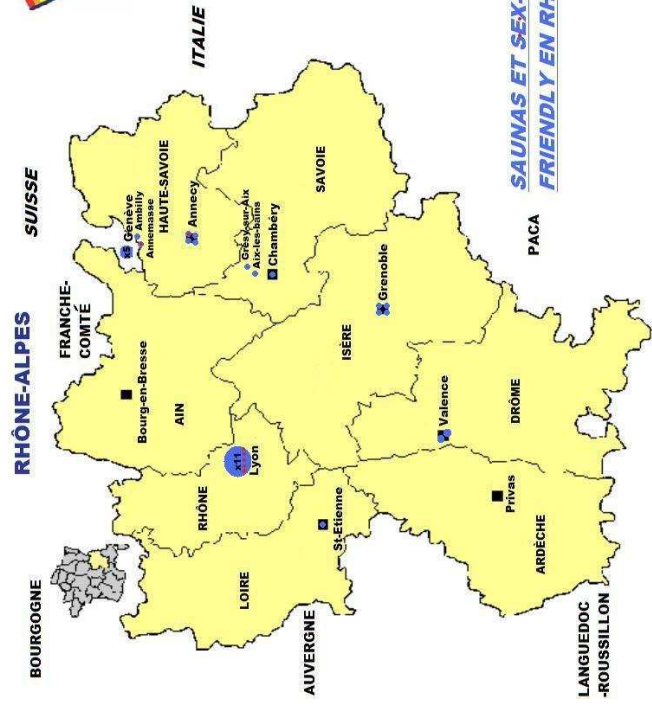 RHÔNE-ALPES
BOURGOGNE
FRANCHE-
COMTÉ
SUISSE
ITALIE
x5 Genève
Ambilly
Annemasse
HAUTE-SAVOIE
Annecy
Bourg-en-Bresse
AIN
Grésy-sur-Aix
Aix-les-bains
Chambéry
SAVOIE
RHÔNE
x11
Lyon
LOIRE
St-Etienne
ISÈRE
Grenoble
AUVERGNE
Valence
DRÔME
Privas
ARDÈCHE
PACA
LANGUEDOC
-ROUSSILLON
SAUNAS ET SEX-
FRIENDLY EN RH